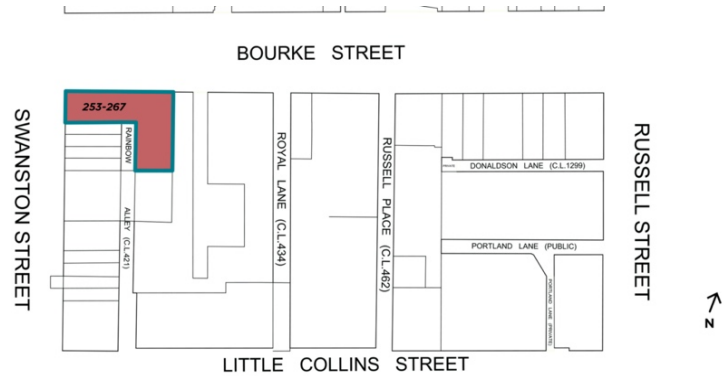 BOURKE STREET
253-267
SWANSTON STREET
RAINBOW
ALLEY (C.L.421)
ROYAL LANE (C.L.434)
RUSSELL PLACE (C.L.462)
DONALDSON LANE (C.L.1299)
PORTLAND LANE (PUBLIC)
PORTLAND LANE (PRIVATE)
RUSSELL STREET
N
LITTLE COLLINS STREET